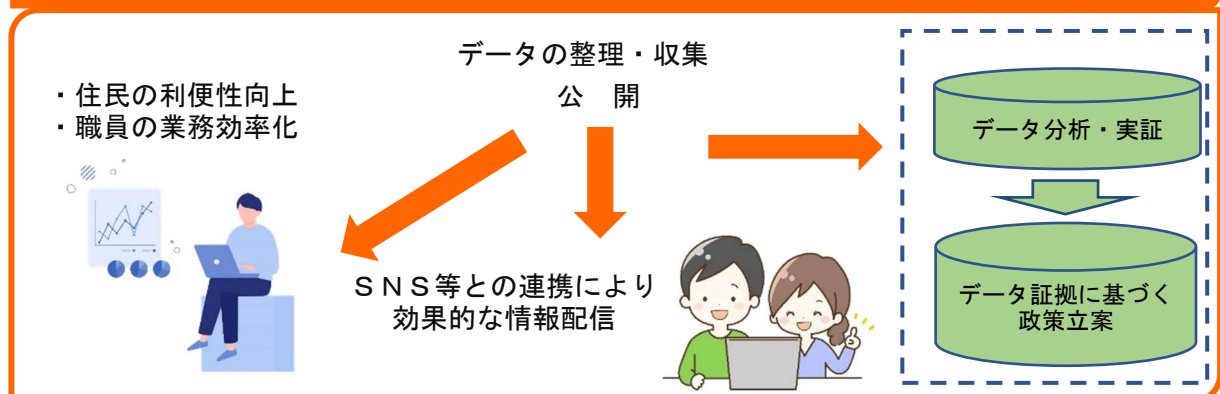 データの整理・収集
公　開
・住民の利便性向上
・職員の業務効率化
ＳＮＳ等との連携により
効果的な情報配信
データ分析・実証
データ証拠に基づく
政策立案